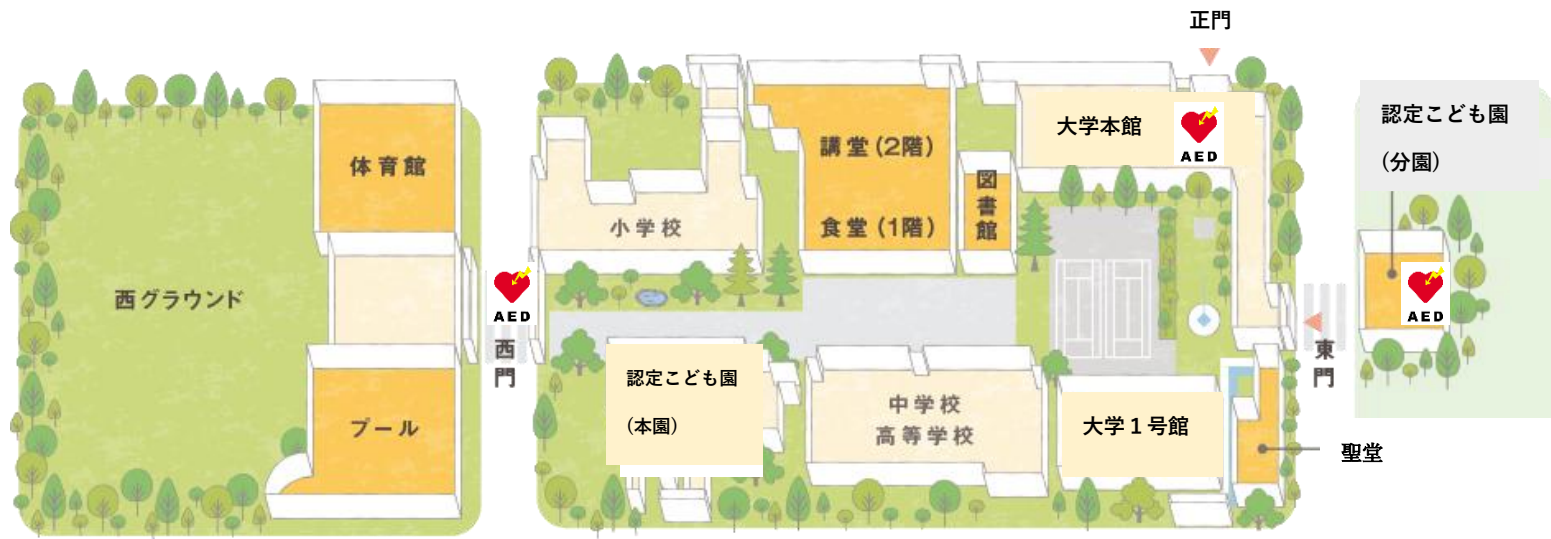 正門
認定こども園
(分園)
大学本館
AED
講堂(2階)
体育館
図書館
小学校
食堂(1階)
西グラウンド
AED
AED
西門
東門
認定こども園
(本園)
中学校
高等学校
大学1号館
プール
聖堂